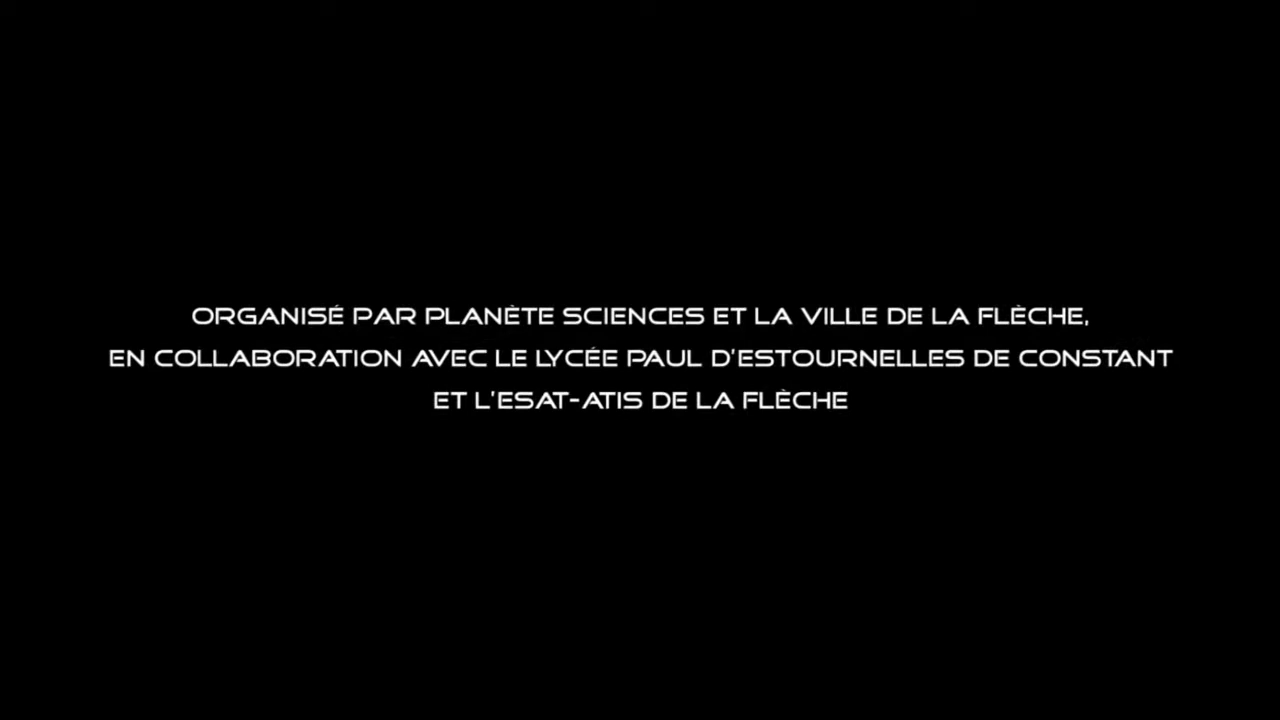 ORGANISÉ PAR PLANÈTE SCIENCES ET LA VILLE DE LA FLÈCHE,
EN COLLABORATION AVEC LE LYCÉE PAUL D'ESTOURNELLES DE CONSTANT
ET L'ESAT-ATIS DE LA FLÈCHE